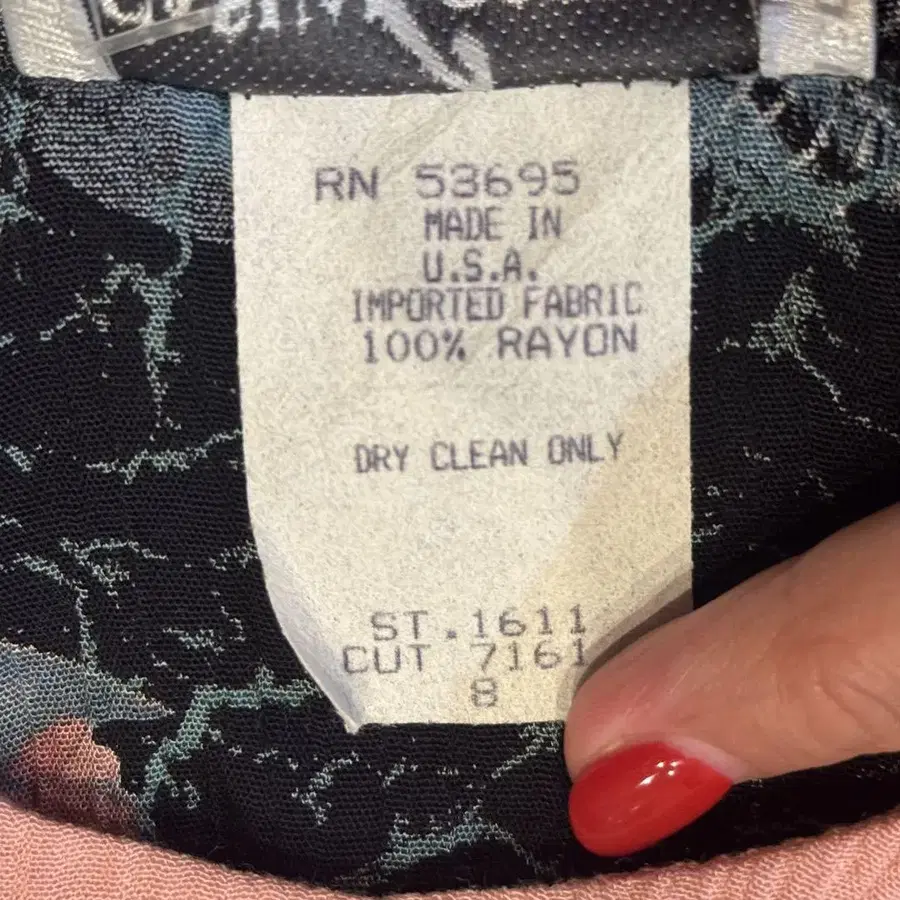 RN 53695
MADE IN
U.S.A.
IMPORTED FABRIC
100% RAYON
DRY CLEAN ONLY
ST.1611
CUT 7161
8